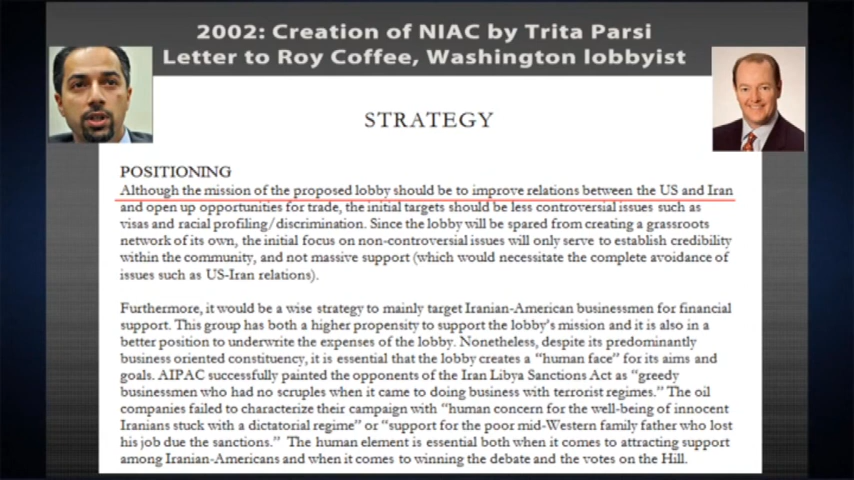 2002: Creation of NIAC by Trita Parsi
Letter to Roy Coffee, Washington lobbyist
STRATEGY
POSITIONING
Although the mission of the proposed lobby should be to improve relations between the US and Iran
and open up opportunities for trade, the initial targets should be less controversial issues such as
visas and racial profiling/discrimination. Since the lobby will be spared from creating a grassroots
network of its own, the initial focus on non-controversial issues will only serve to establish credibility
within the community, and not massive support (which would necessitate the complete avoidance of
issues such as US-Iran relations).
Furthermore, it would be a wise strategy to mainly target Iranian-American businessmen for financial
support. This group has both a higher propensity to support the lobby's mission and it is also in a
better position to underwrite the expenses of the lobby. Nonetheless, despite its predominantly
business oriented constituency, it is essential that the lobby creates a "human face" for its aims and
goals. AIPAC successfully painted the opponents of the Iran Libya Sanctions Act as "greedy
businessmen who had no scruples when it came to doing business with terrorist regimes." The oil
companies failed to characterize their campaign with "human concern for the well-being of innocent
Iranians stuck with a dictatorial regime" or "support for the poor mid-Western family father who lost
his job due the sanctions." The human element is essential both when it comes to attracting support
among Iranian-Americans and when it comes to winning the debate and the votes on the Hill.